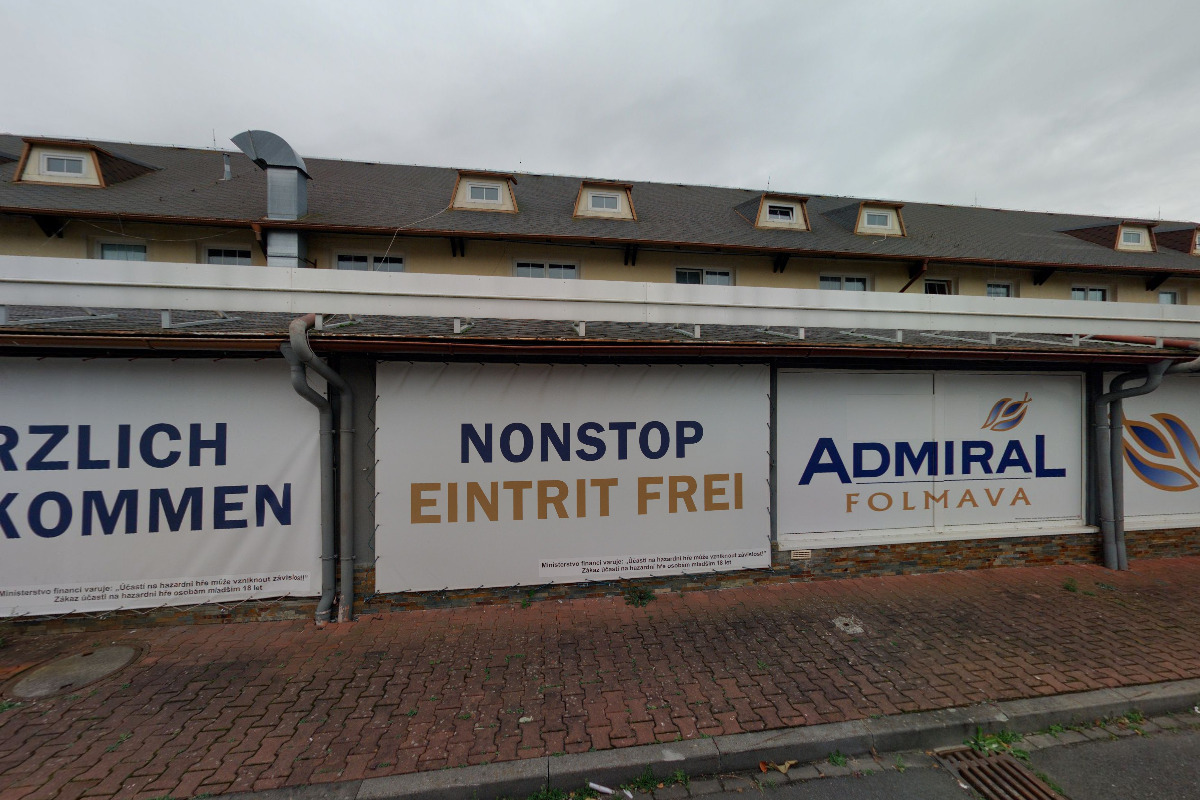 RZLICH
KOMMEN
Ministerstvo financí varuje: „Účastí na hazardní hře může vzniknout závislost!"
Zákaz účasti na hazardní hře osobám mladším 18 let
NONSTOP
EINTRIT FREI
Ministerstvo financí varuje: „Účastí na hazardní hře může vzniknout závislost!"
Zákaz účasti na hazardní hře osobám mladším 18 let
ADMIRAL
FOLMAVA